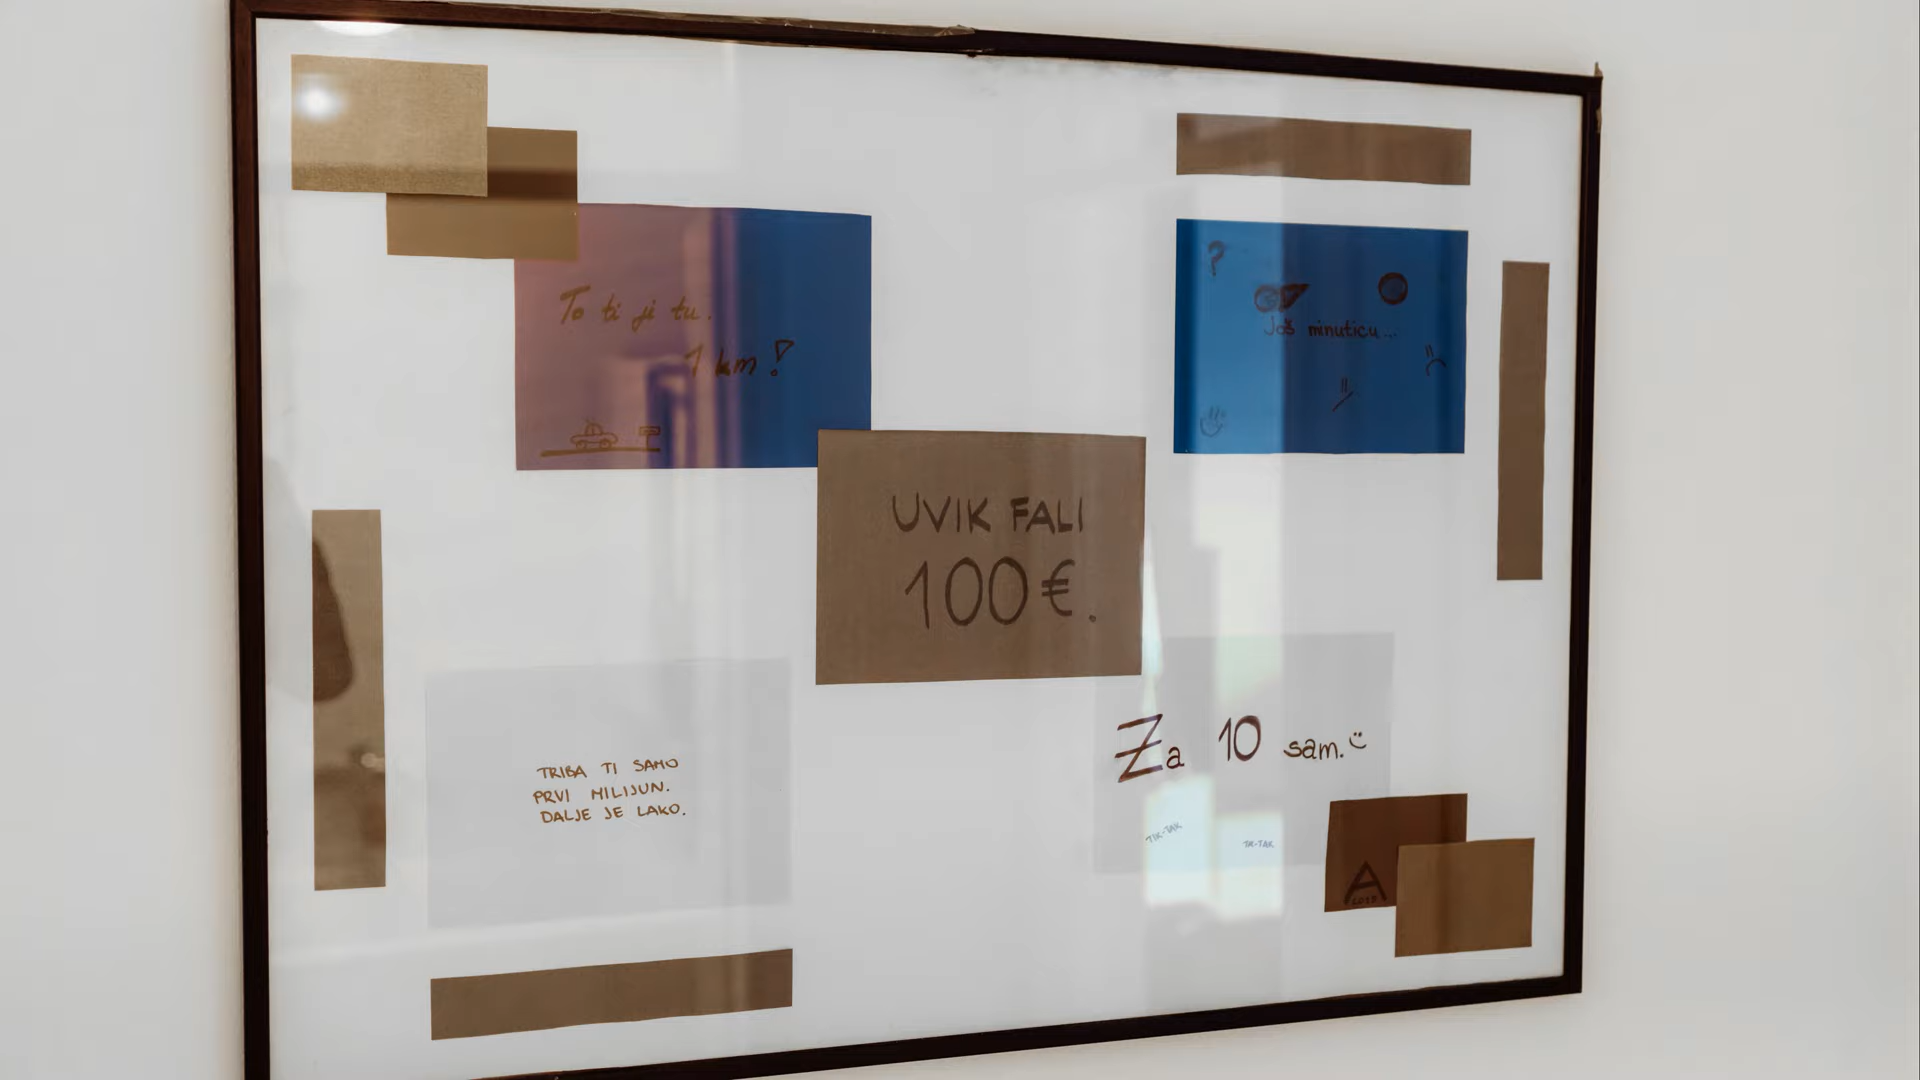 To ti ji tu.
1 km!
?
Još minuticu...
UVIK FALI
100€.
TRIBA TI SAMO
PRVI MILIJUN.
DALJE JE LAKO.
Za 10 sam.
TIK-TAK
TIK-TAK
A